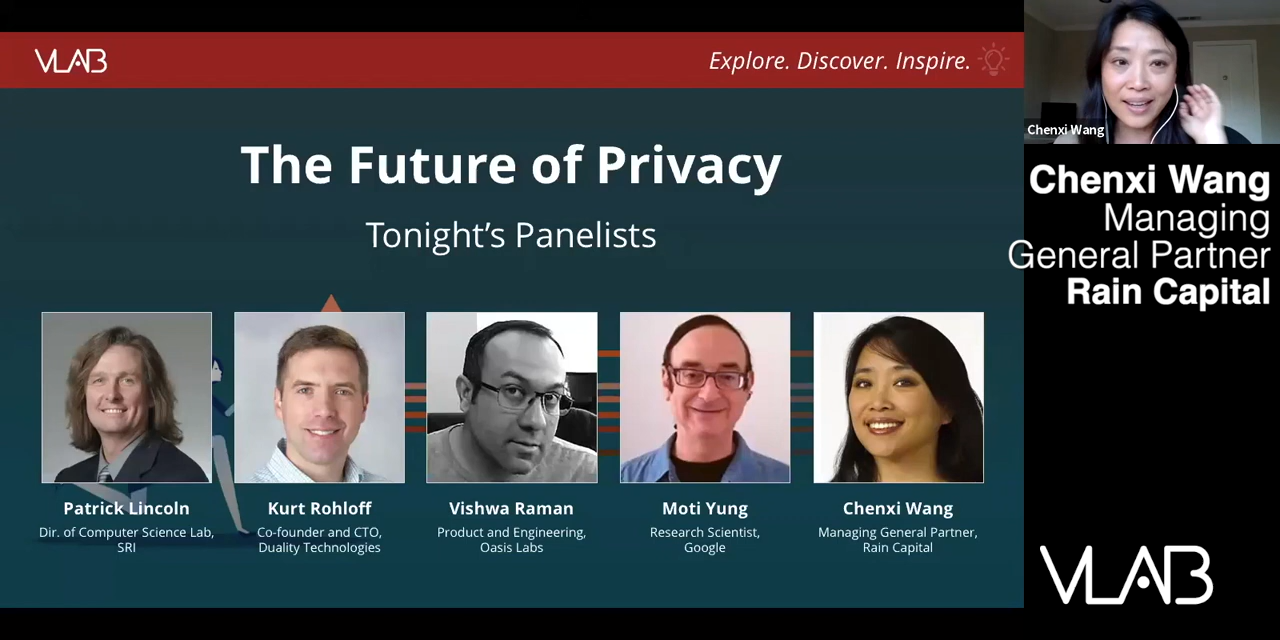 VLAB
Explore. Discover. Inspire.
The Future of Privacy
Tonight's Panelists
Patrick Lincoln
Dir. of Computer Science Lab,
SRI
Kurt Rohloff
Co-founder and CTO,
Duality Technologies
Vishwa Raman
Product and Engineering,
Oasis Labs
Moti Yung
Research Scientist,
Google
Chenxi Wang
Managing General Partner,
Rain Capital
Chenxi Wang
Chenxi Wang
Managing
General Partner
Rain Capital
VLAB